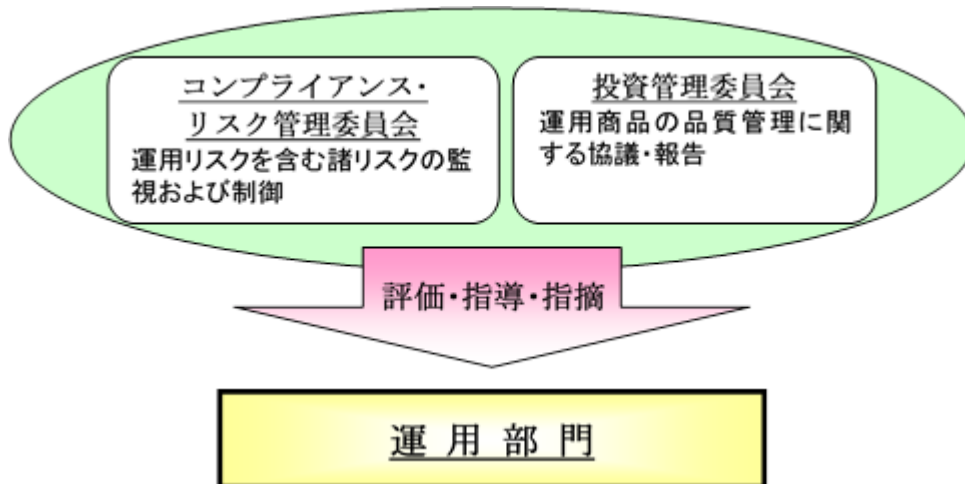 コンプライアンス・
リスク管理委員会
運用リスクを含む諸リスクの監
視および制御
投資管理委員会
運用商品の品質管理に関
する協議・報告
評価・指導・指摘
運用部門